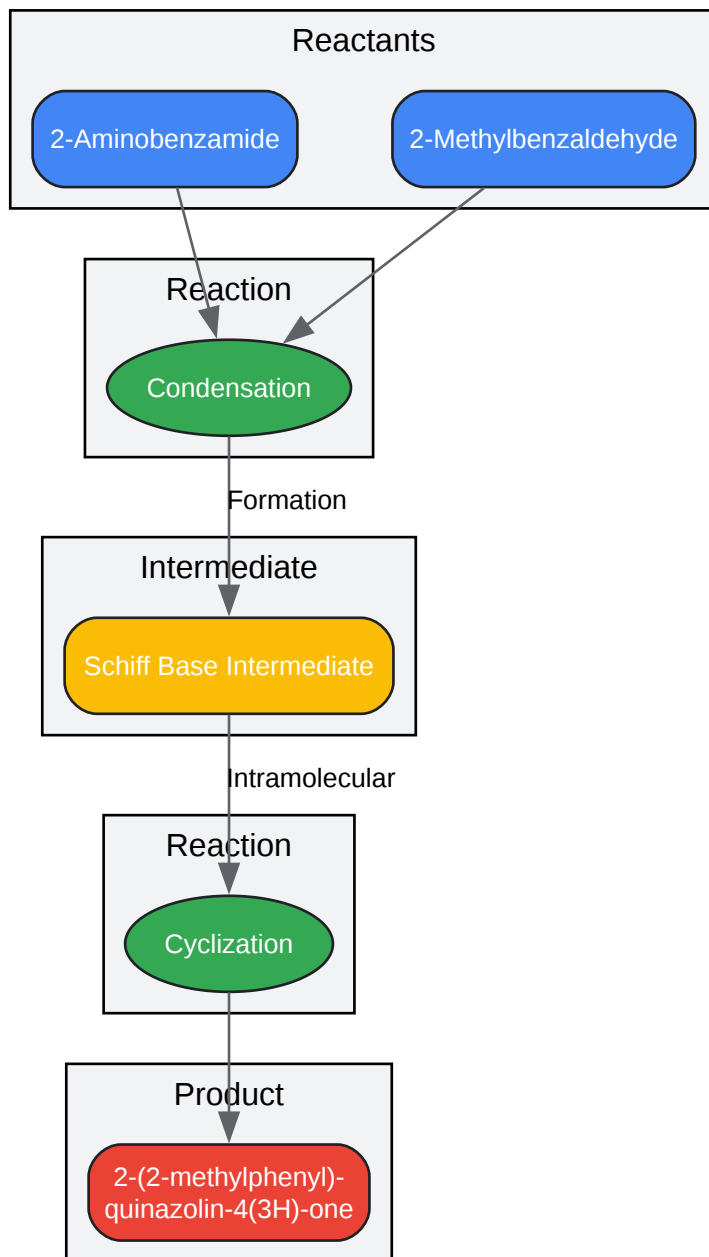 Reactants
2-Aminobenzamide
2-Methylbenzaldehyde
Reaction
Condensation
Formation
Intermediate
Schiff Base Intermediate
Intramolecular
Reaction
Cyclization
Product
2-(2-methylphenyl)-
quinazolin-4(3H)-one